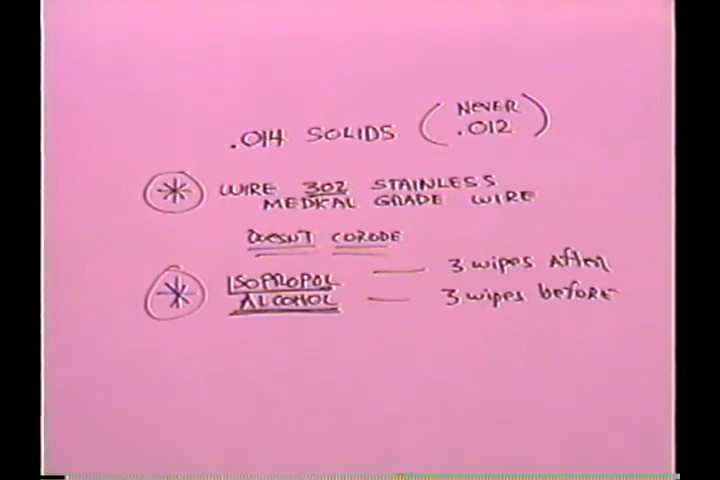 .014 SOLIDS (NEVER .012)
WIRE 302 STAINLESS
MEDICAL GRADE WIRE
DOESN'T CORODE
ISOPROPOL — 3 wipes After
ALCOHOL — 3 wipes beforE